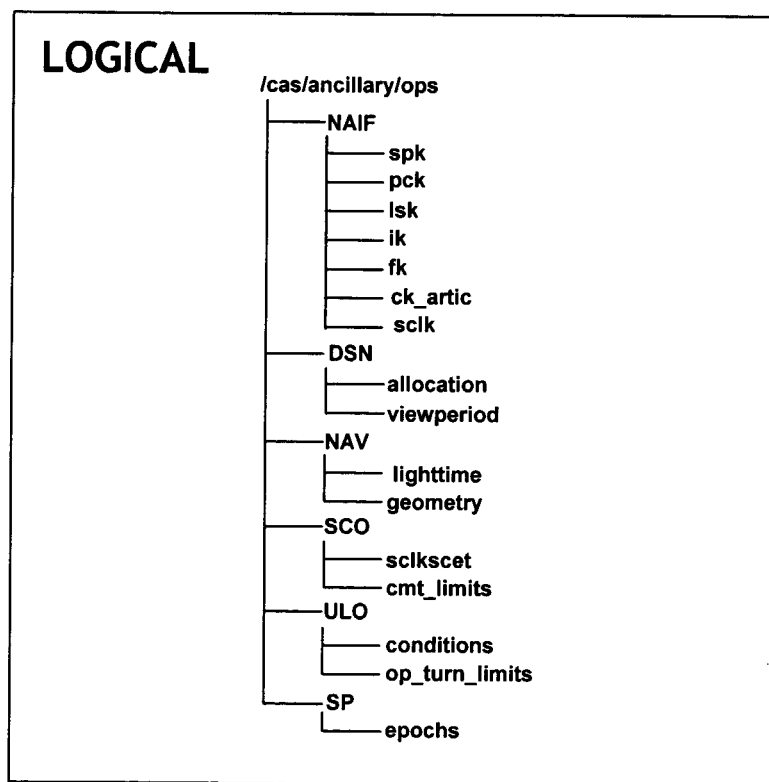 LOGICAL
/cas/ancillary/ops
NAIF
spk
pck
lsk
ik
fk
ck_artic
sclk
DSN
allocation
viewperiod
NAV
lighttime
geometry
SCO
sclkscet
cmt_limits
ULO
conditions
op_turn_limits
SP
epochs